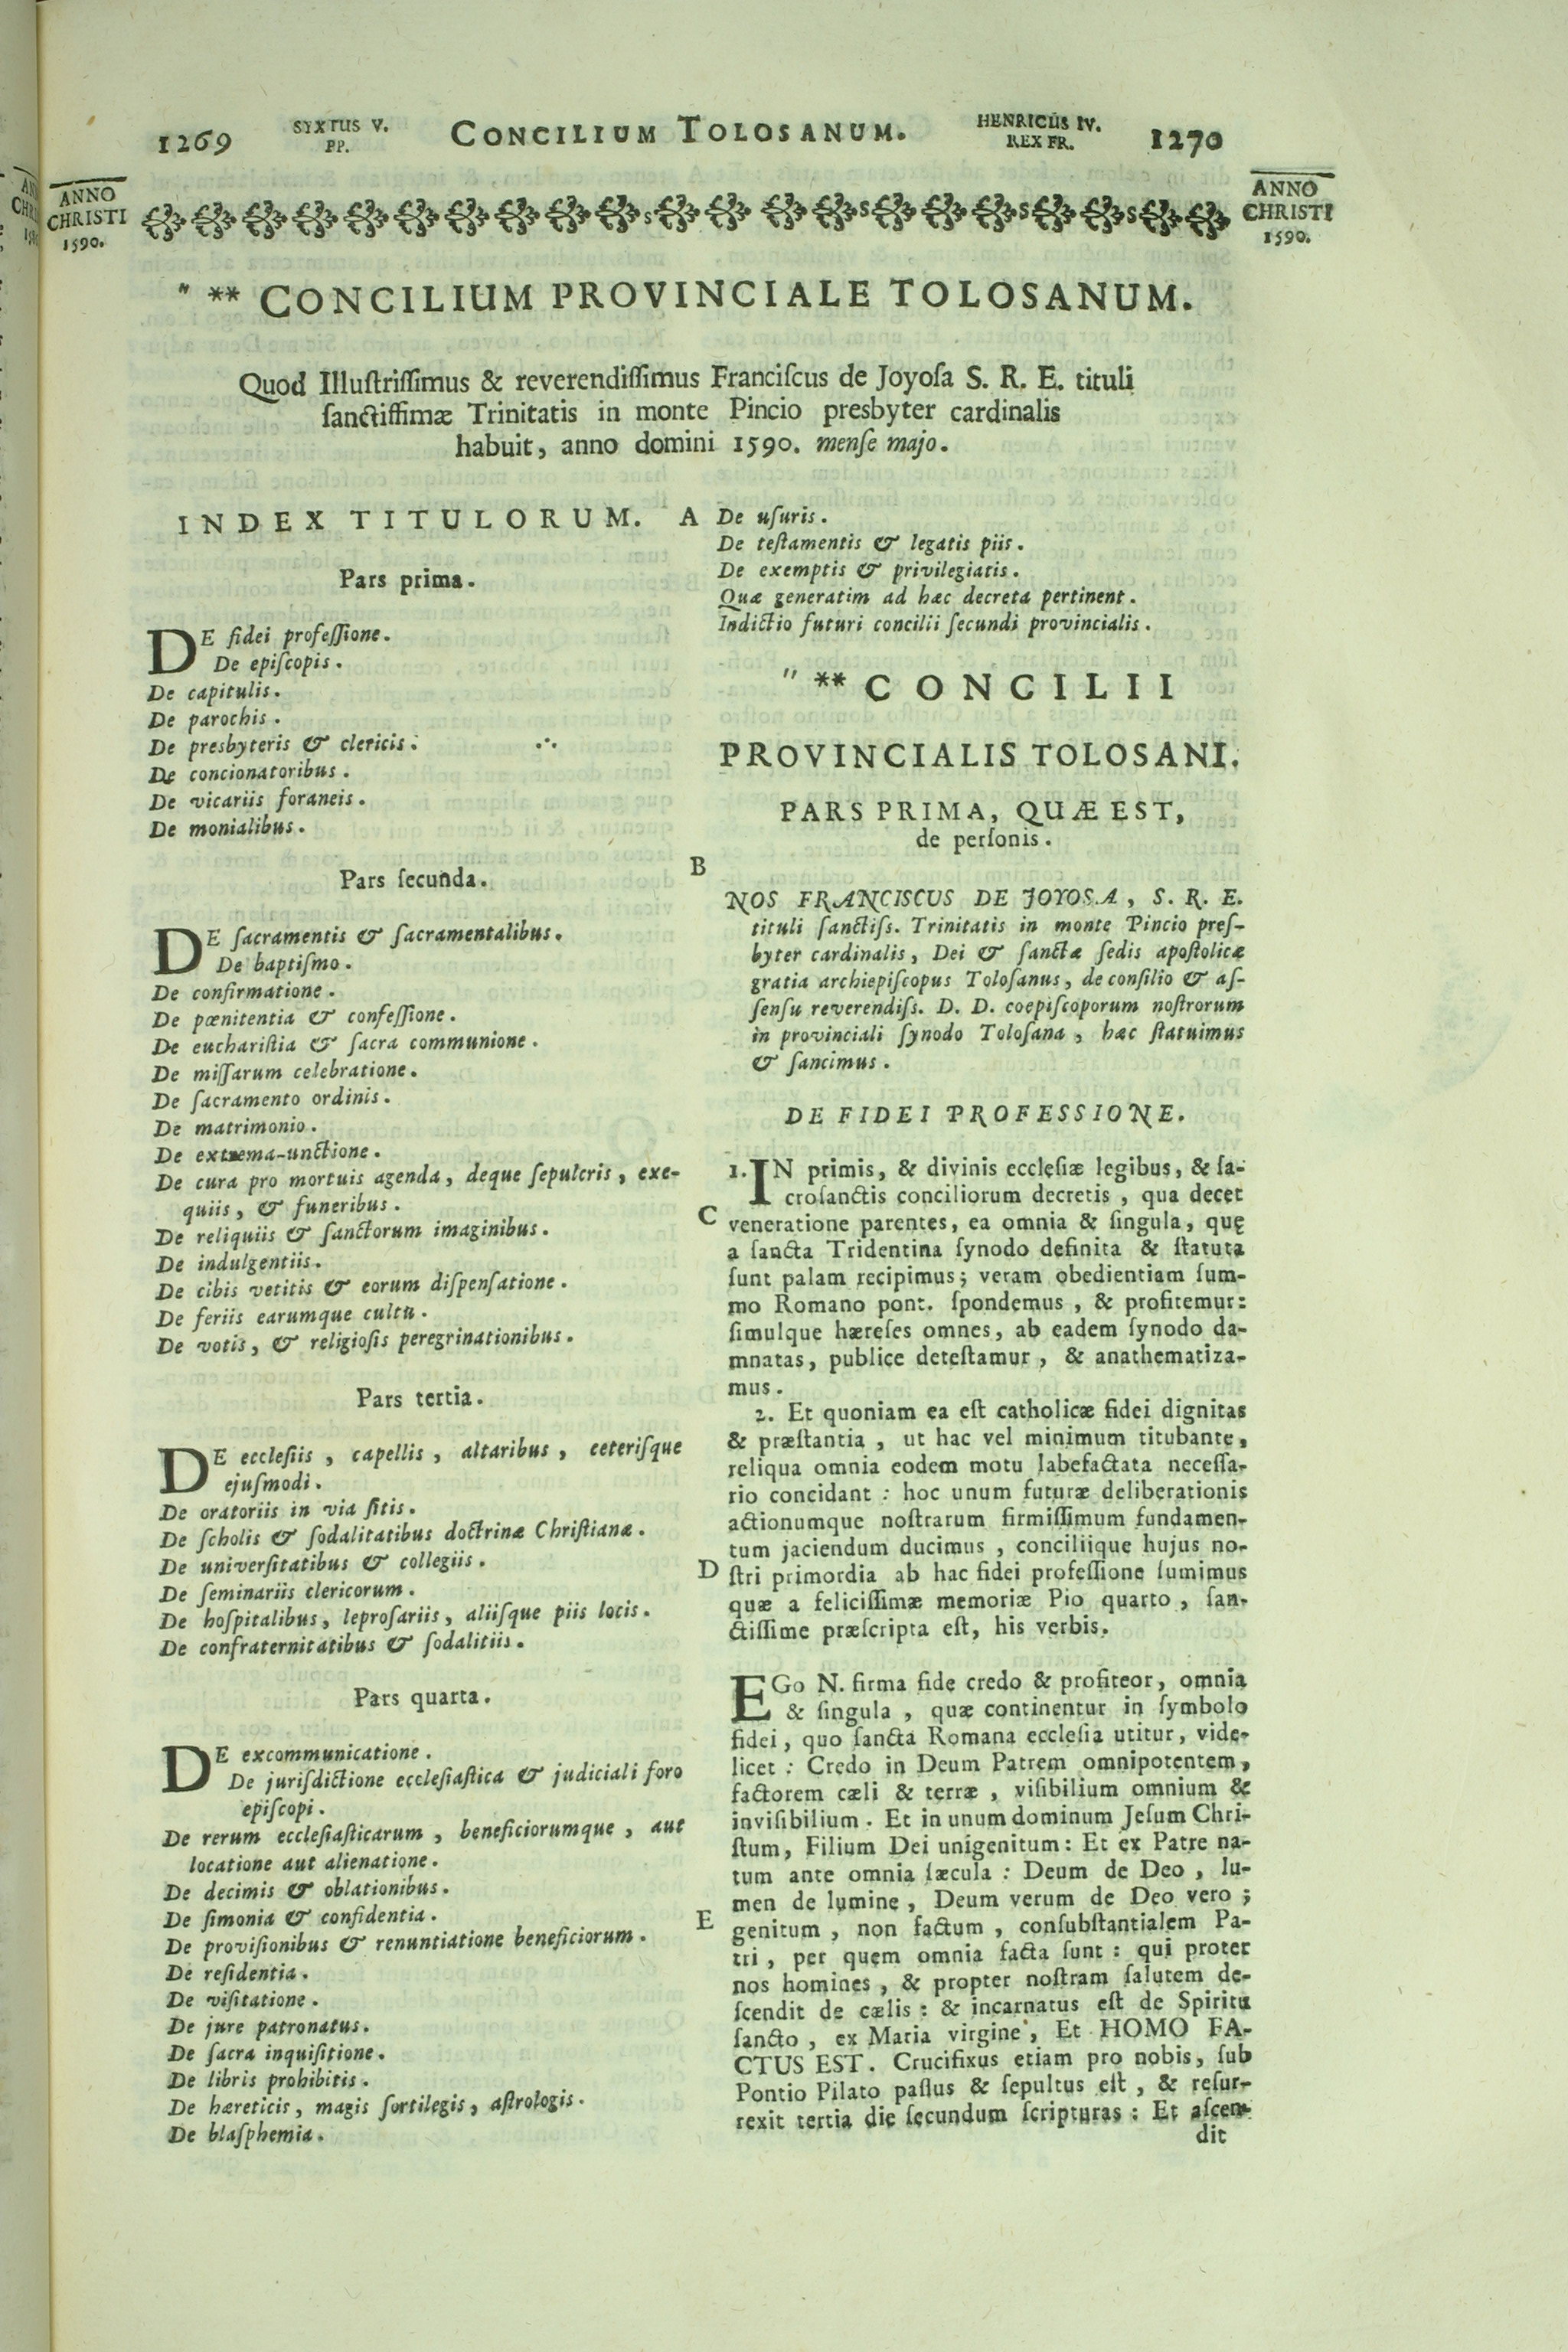 1269
SYXTUS V.
PP.
CONCILIUM TOLOSANUM.
HENRICUS IV.
REX FR.
1270
ANNO
CHRISTI
1590.
ANNO
CHRISTI
1590.
" ** CONCILIUM PROVINCIALE TOLOSANUM.
Quod Illuſtriſſimus & reverendiſſimus Franciſcus de Joyoſa S. R. E. tituli
ſanctiſſimæ Trinitatis in monte Pincio presbyter cardinalis
habuit, anno domini 1590. menſe majo.
INDEX TITULORUM.
Pars prima.
DE fidei profeſſione.
De epiſcopis.
De capitulis.
De parochis.
De presbyteris & clericis.
De concionatoribus.
De vicariis foraneis.
De monialibus.
Pars ſecunda.
DE ſacramentis & ſacramentalibus.
De baptiſmo.
De confirmatione.
De pœnitentia & confeſſione.
De euchariſtia & ſacra communione.
De miſſarum celebratione.
De ſacramento ordinis.
De matrimonio.
De extrema-unctione.
De cura pro mortuis agenda, deque ſepulcris, exe-
quiis, & funeribus.
De reliquiis & ſanctorum imaginibus.
De indulgentiis.
De cibis vetitis & eorum diſpenſatione.
De feriis earumque cultu.
De votis, & religioſis peregrinationibus.
Pars tertia.
DE eccleſiis, capellis, altaribus, ceteriſque
ejuſmodi.
De oratoriis in via ſitis.
De ſcholis & ſodalitatibus doctrinæ Chriſtianæ.
De univerſitatibus & collegiis.
De ſeminariis clericorum.
De hoſpitalibus, leproſariis, aliiſque piis locis.
De confraternitatibus & ſodalitiis.
Pars quarta.
DE excommunicatione.
De juriſdictione eccleſiaſtica & judiciali foro
epiſcopi.
De rerum eccleſiaſticarum, beneficiorumque, aut
locatione aut alienatione.
De decimis & oblationibus.
De ſimonia & confidentia.
De proviſionibus & renuntiatione beneficiorum.
De reſidentia.
De viſitatione.
De jure patronatus.
De ſacra inquiſitione.
De libris prohibitis.
De hæreticis, magis ſortilegis, aſtrologis.
De blaſphemia.
A
B
C
D
E
De uſuris.
De teſtamentis & legatis piis.
De exemptis & privilegiatis.
Quæ generatim ad hæc decreta pertinent.
Indictio futuri concilii ſecundi provincialis.
" ** CONCILII
PROVINCIALIS TOLOSANI.
PARS PRIMA, QUÆ EST,
de perſonis.
NOS FRANCISCUS DE JOYOSA, S. R. E.
tituli ſanctiſs. Trinitatis in monte Pincio preſ-
byter cardinalis, Dei & ſanctæ ſedis apoſtolicæ
gratia archiepiſcopus Toloſanus, de conſilio & aſ-
ſenſu reverendiſs. D. D. coepiſcoporum noſtrorum
in provinciali ſynodo Toloſana, hæc ſtatuimus
& ſancimus.
DE FIDEI PROFESSIONE.
1. IN primis, & divinis eccleſiæ legibus, & ſa-
croſanctis conciliorum decretis, qua decet
veneratione parentes, ea omnia & ſingula, quę
a ſancta Tridentina ſynodo definita & ſtatuta
ſunt palam recipimus; veram obedientiam ſum-
mo Romano pont. ſpondemus, & profitemur:
ſimulque hæreſes omnes, ab eadem ſynodo da-
mnatas, publice deteſtamur, & anathematiza-
mus.
2. Et quoniam ea eſt catholicæ fidei dignitas
& præſtantia, ut hac vel minimum titubante,
reliqua omnia eodem motu labefactata neceſſa-
rio concidant: hoc unum futuræ deliberationis
actionumque noſtrarum firmiſſimum fundamen-
tum jaciendum ducimus, conciliique hujus no-
ſtri primordia ab hac fidei profeſſione ſumimus
quæ a feliciſſimæ memoriæ Pio quarto, ſan-
ctiſſime præſcripta eſt, his verbis.
EGo N. firma fide credo & profiteor, omnia
& ſingula, quæ continentur in ſymbolo
fidei, quo ſancta Romana eccleſia utitur, vide-
licet: Credo in Deum Patrem omnipotentem,
factorem cæli & terræ, viſibilium omnium &
inviſibilium. Et in unum dominum Jeſum Chri-
ſtum, Filium Dei unigenitum: Et ex Patre na-
tum ante omnia ſæcula: Deum de Deo, lu-
men de lumine, Deum verum de Deo vero;
genitum, non factum, conſubſtantialem Pa-
tri, per quem omnia facta ſunt: qui proter
nos homines, & propter noſtram ſalutem de-
ſcendit de cælis: & incarnatus eſt de Spiritu
ſancto, ex Maria virgine, Et HOMO FA-
CTUS EST. Crucifixus etiam pro nobis, ſub
Pontio Pilato paſſus & ſepultus eſt, & reſur-
rexit tertia die ſecundum ſcripturas: Et aſcen-
dit